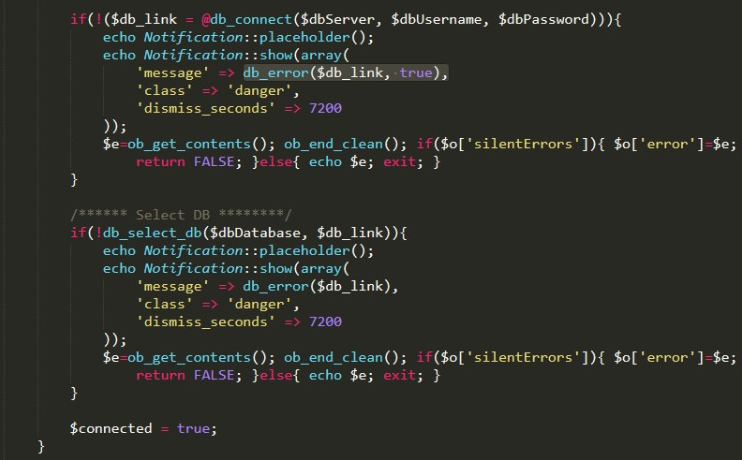 if(!($db_link = @db_connect($dbServer, $dbUsername, $dbPassword))){
echo Notification::placeholder();
echo Notification::show(array(
'message' => db_error($db_link, true),
'class' => 'danger',
'dismiss_seconds' => 7200
));
$e=ob_get_contents(); ob_end_clean(); if($o['silentErrors']){ $o['error']=$e;
return FALSE; }else{ echo $e; exit; }
}
/****** Select DB ********/
if(!db_select_db($dbDatabase, $db_link)){
echo Notification::placeholder();
echo Notification::show(array(
'message' => db_error($db_link),
'class' => 'danger',
'dismiss_seconds' => 7200
));
$e=ob_get_contents(); ob_end_clean(); if($o['silentErrors']){ $o['error']=$e;
return FALSE; }else{ echo $e; exit; }
}
$connected = true;
}